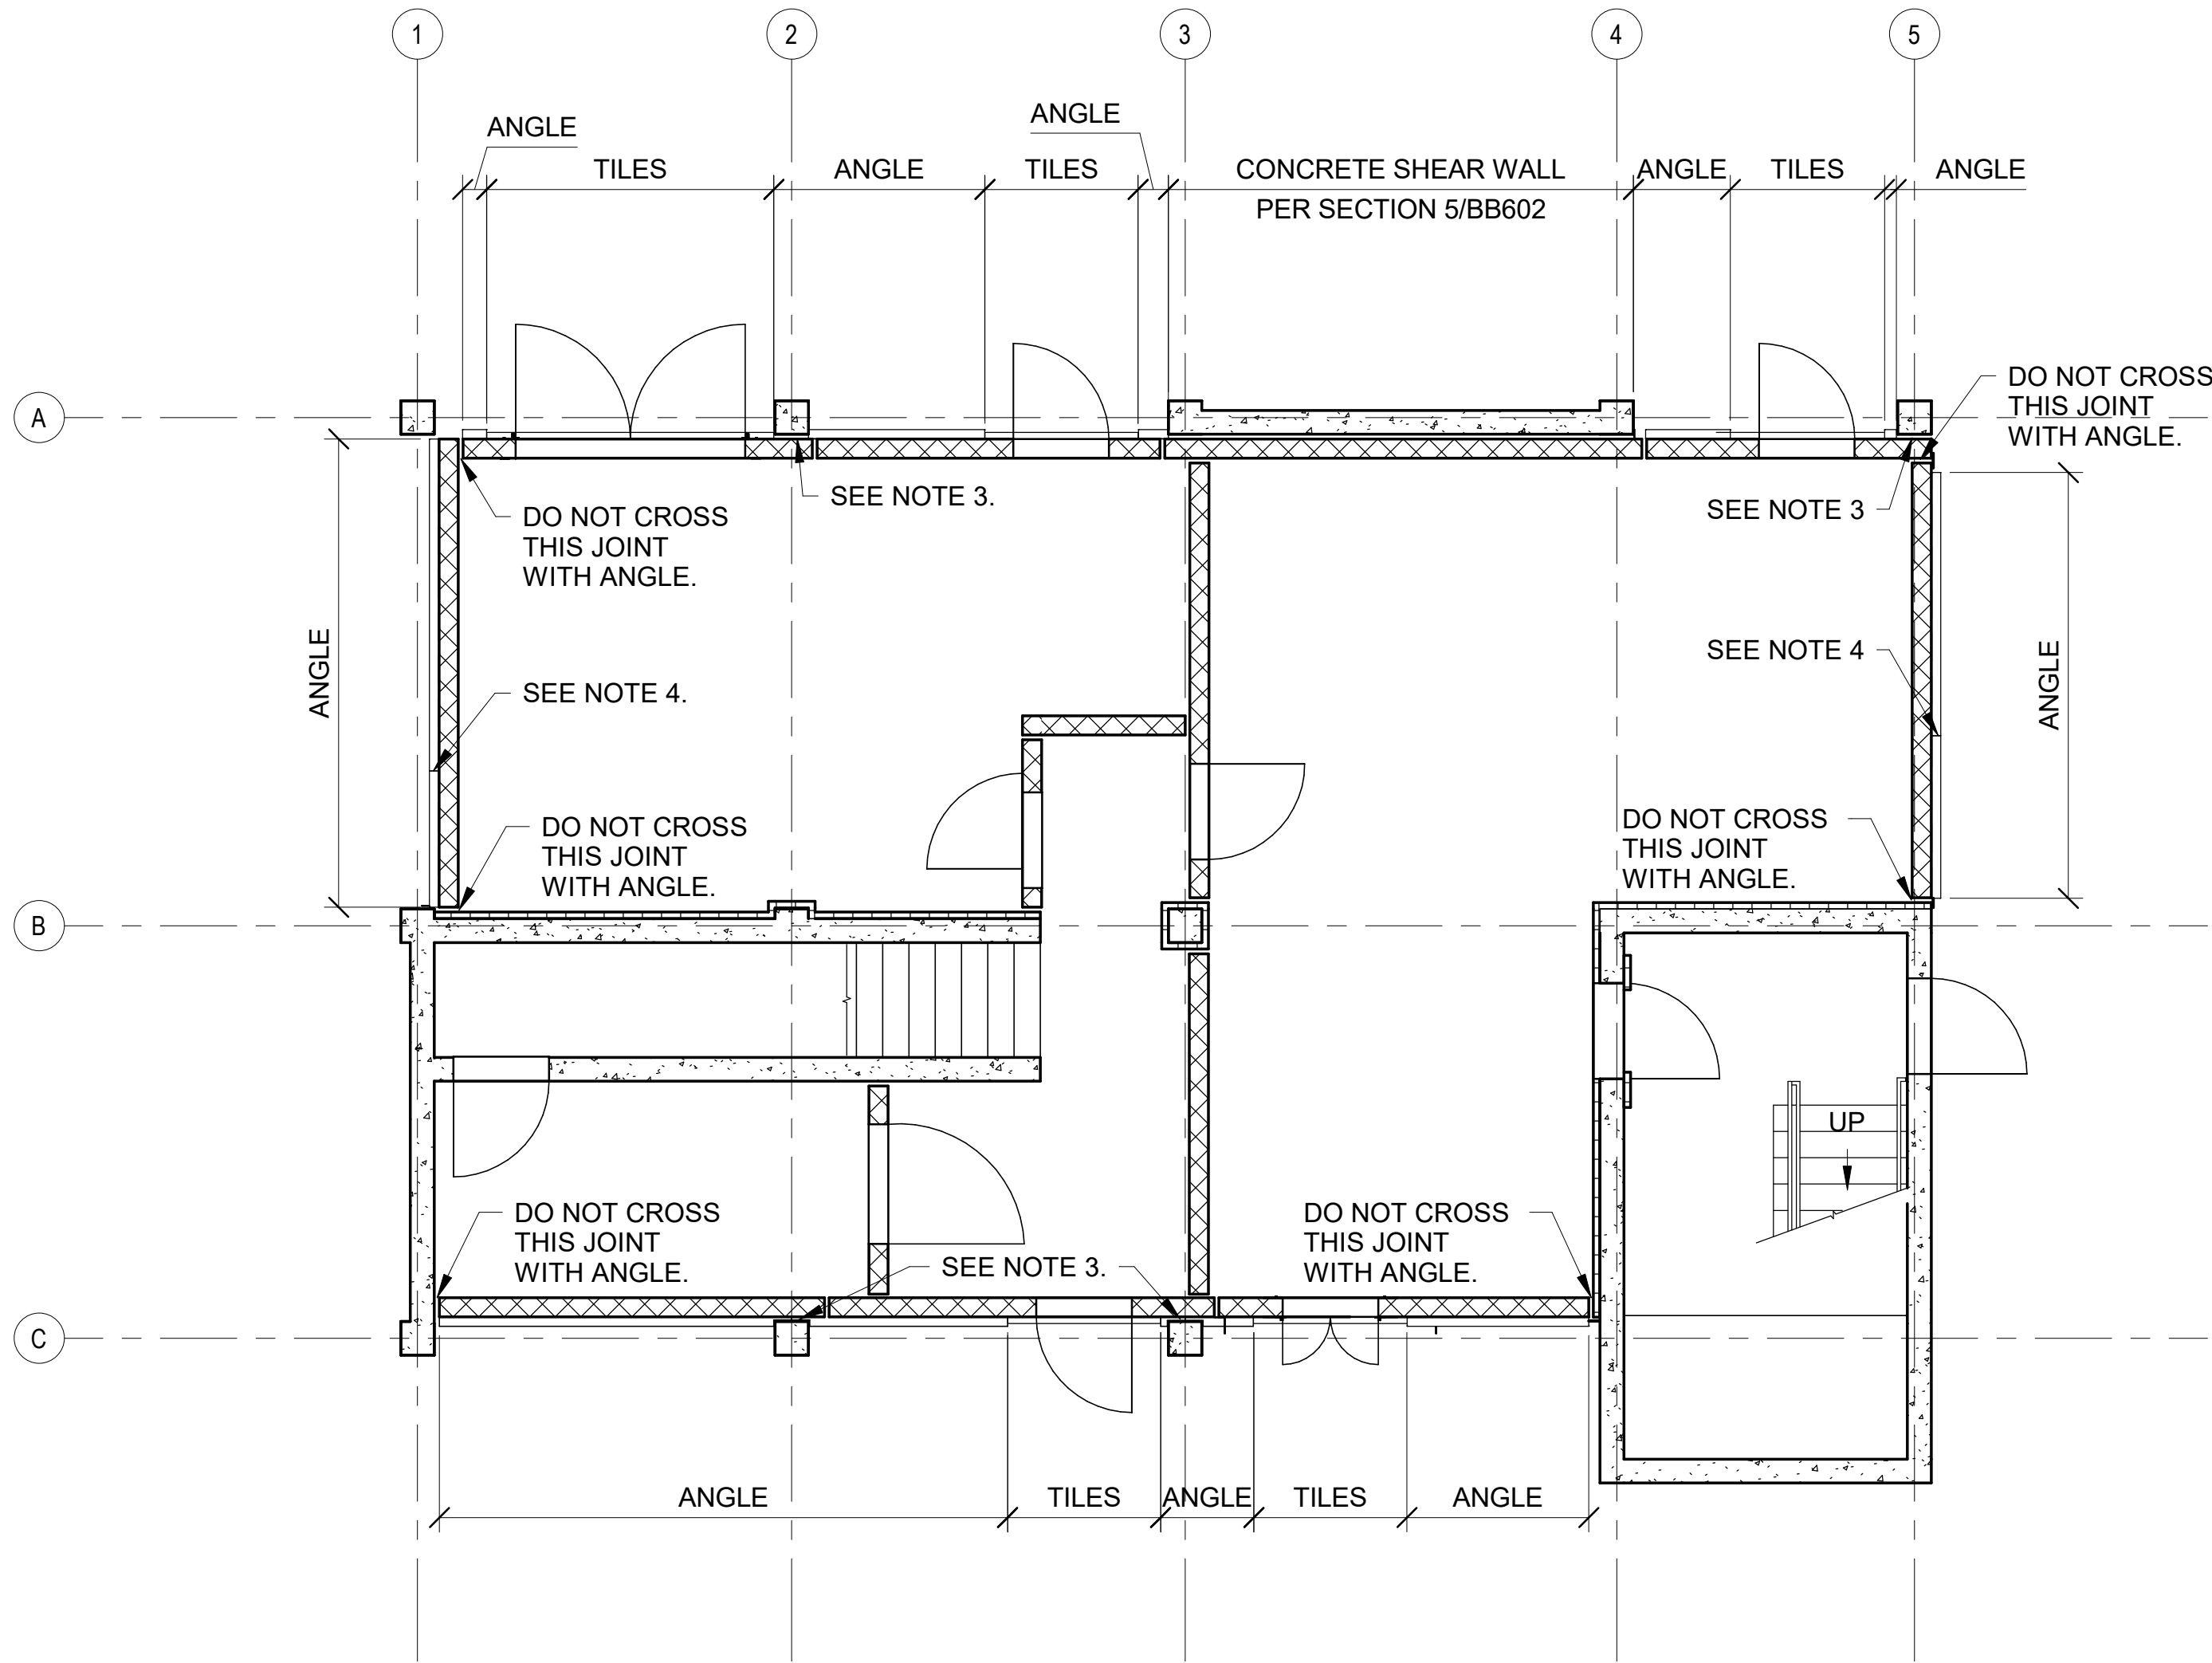 1
2
3
4
5
ANGLE
ANGLE
TILES
ANGLE
TILES
CONCRETE SHEAR WALL
PER SECTION 5/BB602
ANGLE
TILES
ANGLE
A
DO NOT CROSS
THIS JOINT
WITH ANGLE.
SEE NOTE 3.
SEE NOTE 3
DO NOT CROSS
THIS JOINT
WITH ANGLE.
ANGLE
SEE NOTE 4.
SEE NOTE 4
ANGLE
DO NOT CROSS
THIS JOINT
WITH ANGLE.
DO NOT CROSS
THIS JOINT
WITH ANGLE.
B
UP
DO NOT CROSS
THIS JOINT
WITH ANGLE.
SEE NOTE 3.
DO NOT CROSS
THIS JOINT
WITH ANGLE.
C
ANGLE
TILES
ANGLE
TILES
ANGLE